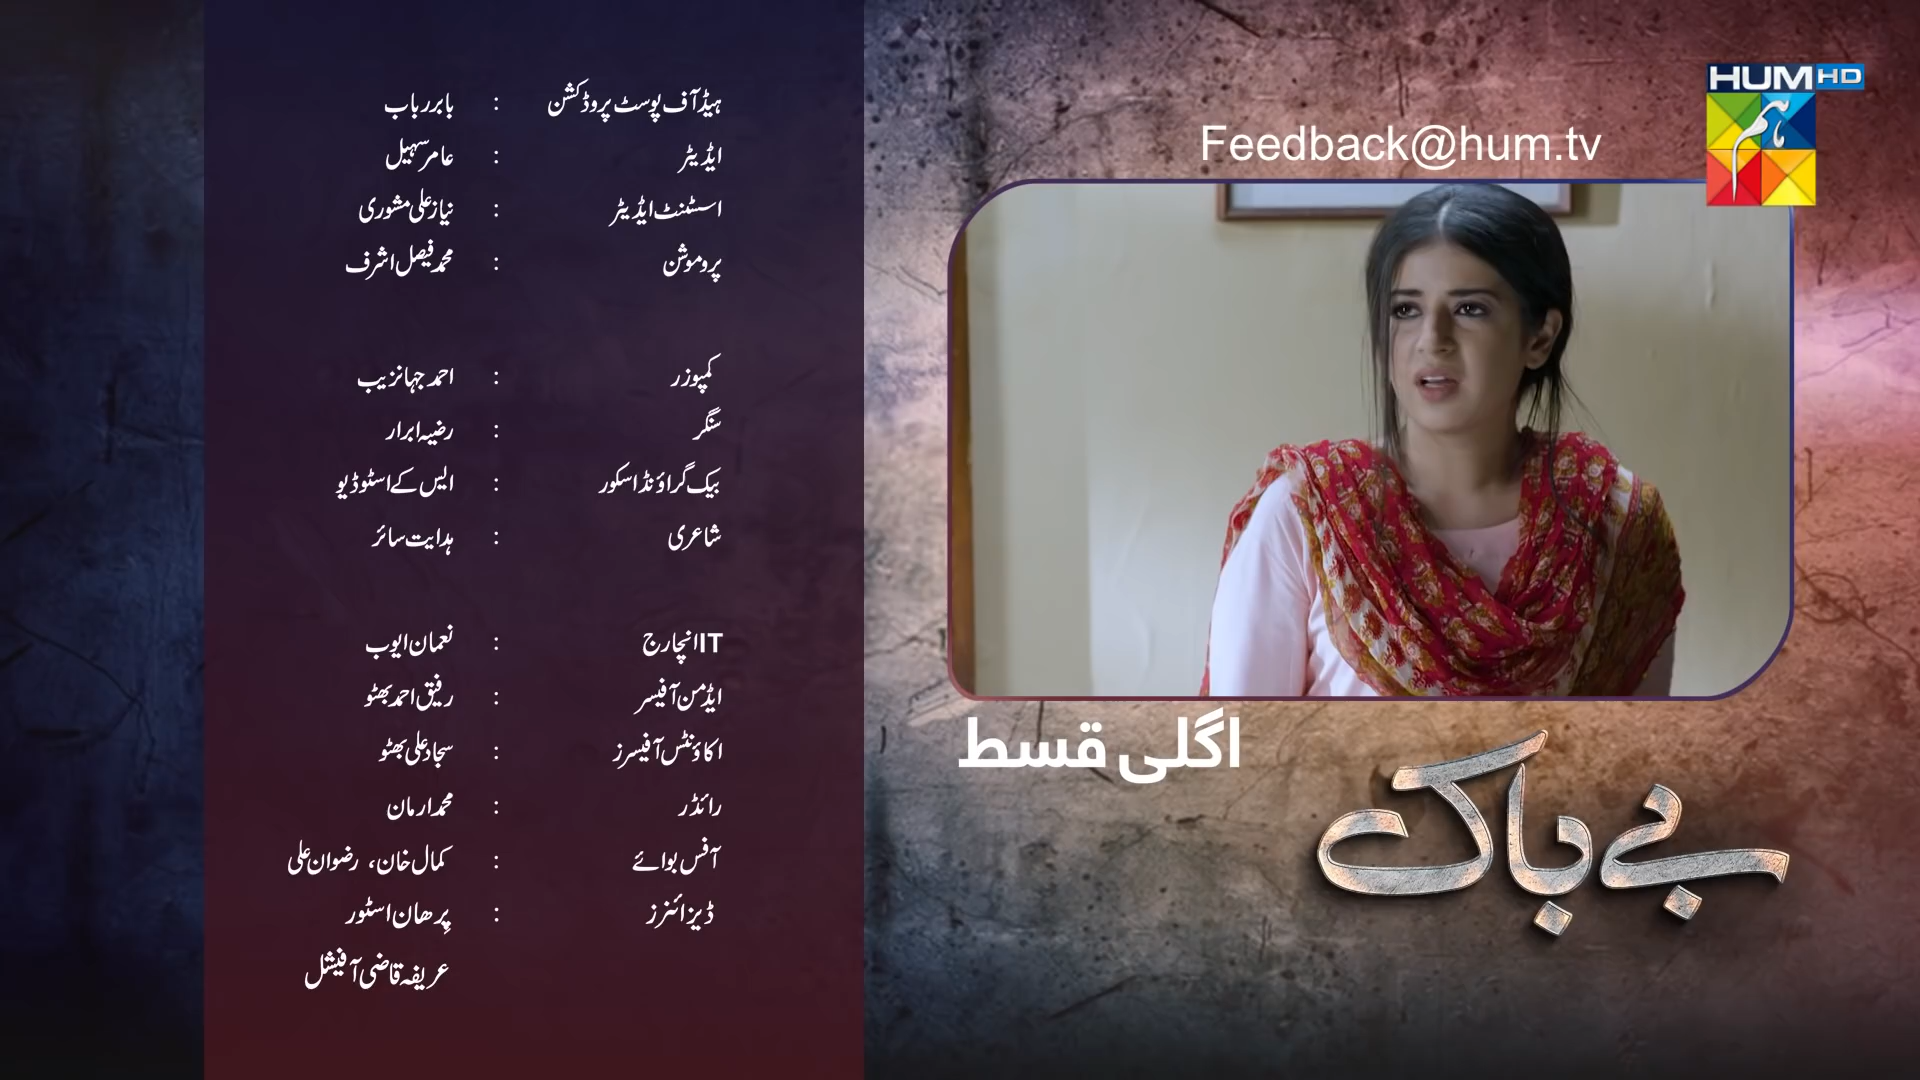 ہیڈ آف پوسٹ پروڈکشن : بابر رباب
ایڈیٹر : عامر سہیل
اسسٹنٹ ایڈیٹر : نیاز علی مشوری
پروموشن : محمد فیصل اشرف
کمپوزر : احمد جہانزیب
سنگر : رضیہ ابرار
بیک گراؤنڈ اسکور : ایس کے اسٹوڈیو
شاعری : ہدایت سائر
IT انچارج : نعمان ایوب
ایڈمن آفیسر : رفیق احمد بھٹو
اکاؤنٹس آفیسرز : سجاد علی بھٹو
رائڈر : محمد ارمان
آفس بوائے : کمال خان، رضوان علی
ڈیزائنرز : پِرھان اسٹور
عریفہ قاضی آفیشل
HUM HD
ہم
Feedback@hum.tv
اگلی قسط
بے باک